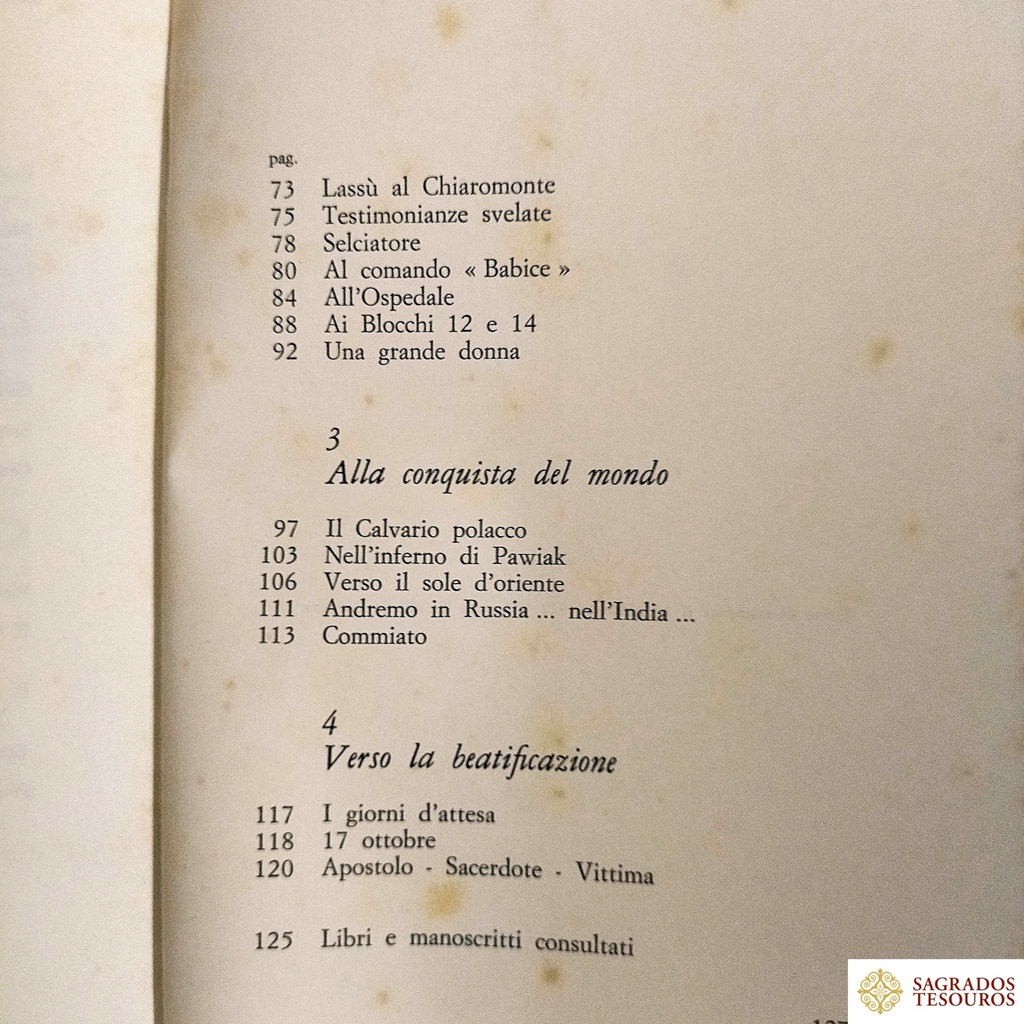 pag.
73 Lassù al Chiaromonte
75 Testimonianze svelate
78 Selciatore
80 Al comando « Babice »
84 All'Ospedale
88 Ai Blocchi 12 e 14
92 Una grande donna
3
Alla conquista del mondo
97 Il Calvario polacco
103 Nell'inferno di Pawiak
106 Verso il sole d'oriente
111 Andremo in Russia ... nell'India ...
113 Commiato
4
Verso la beatificazione
117 I giorni d'attesa
118 17 ottobre
120 Apostolo - Sacerdote - Vittima
125 Libri e manoscritti consultati
SAGRADOS
TESOUROS